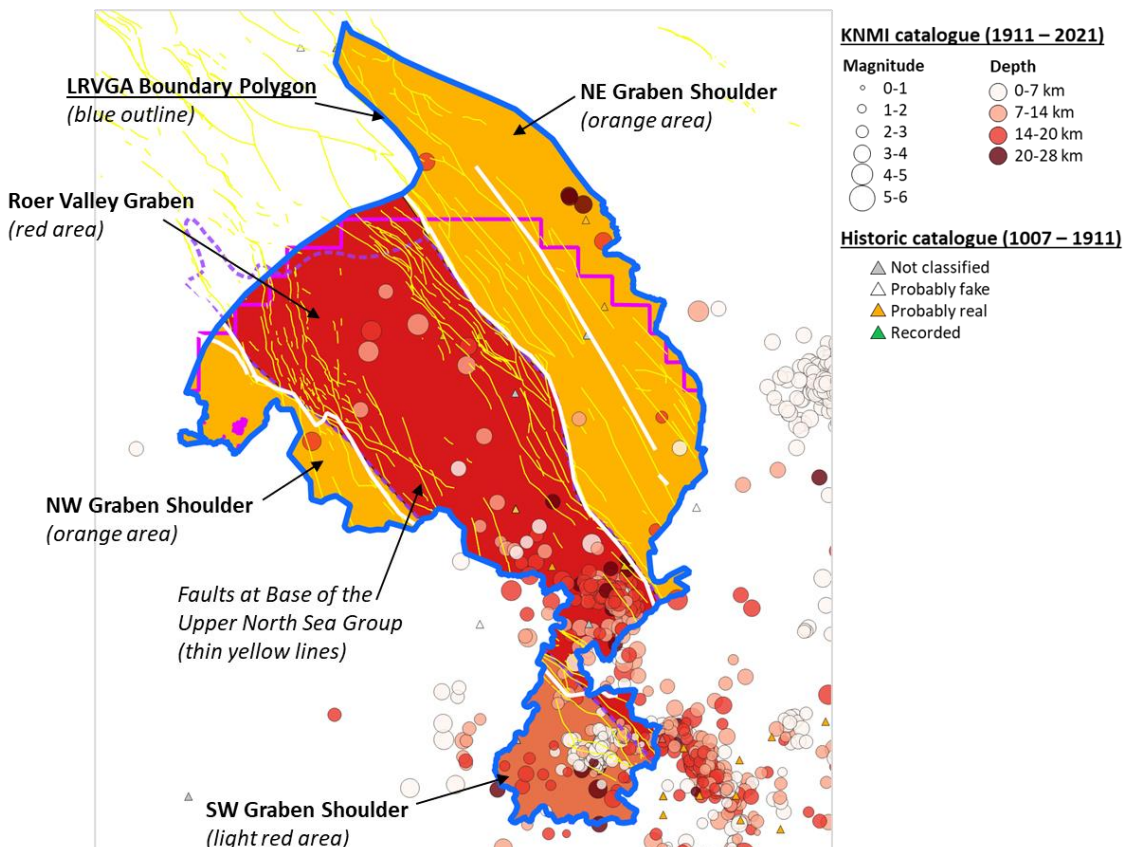 LRVGA Boundary Polygon
(blue outline)
NE Graben Shoulder
(orange area)
Roer Valley Graben
(red area)
NW Graben Shoulder
(orange area)
Faults at Base of the
Upper North Sea Group
(thin yellow lines)
SW Graben Shoulder
(light red area)
KNMI catalogue (1911 – 2021)
Magnitude
0-1
1-2
2-3
3-4
4-5
5-6
Depth
0-7 km
7-14 km
14-20 km
20-28 km
Historic catalogue (1007 – 1911)
Not classified
Probably fake
Probably real
Recorded